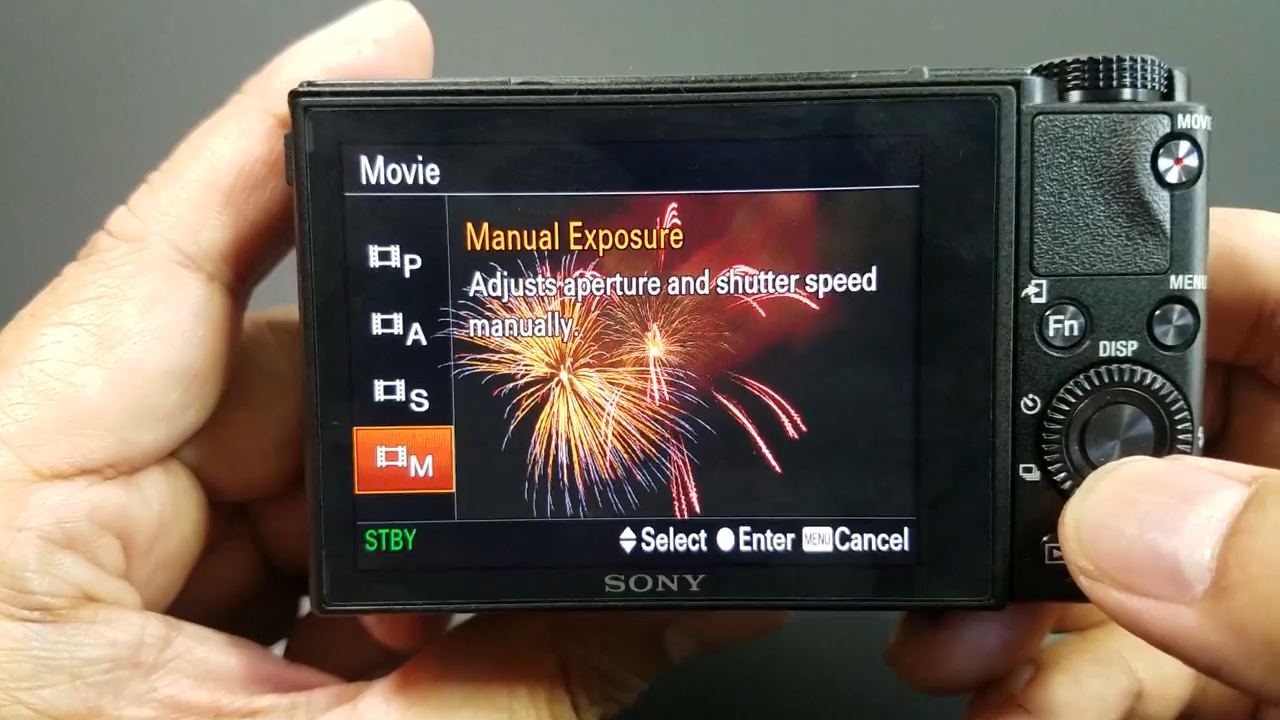 Movie
P
A
S
M
Manual Exposure
Adjusts aperture and shutter speed
manually.
STBY
Select Enter MENU Cancel
SONY
MOVIE
MENU
Fn
DISP